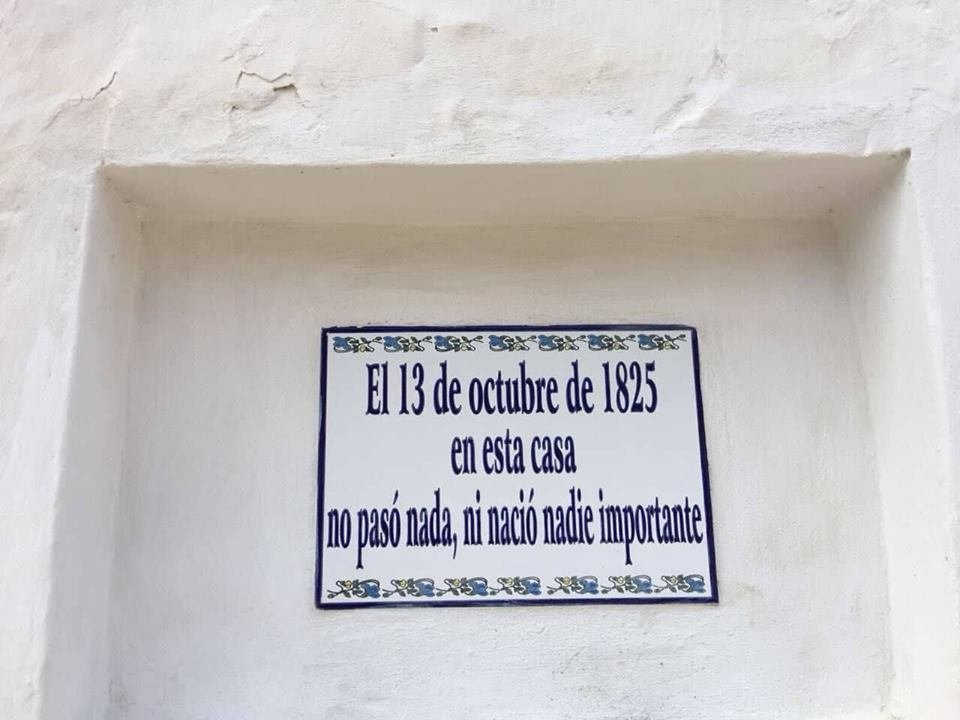 El 13 de octubre de 1825
en esta casa
no pasó nada, ni nació nadie importante